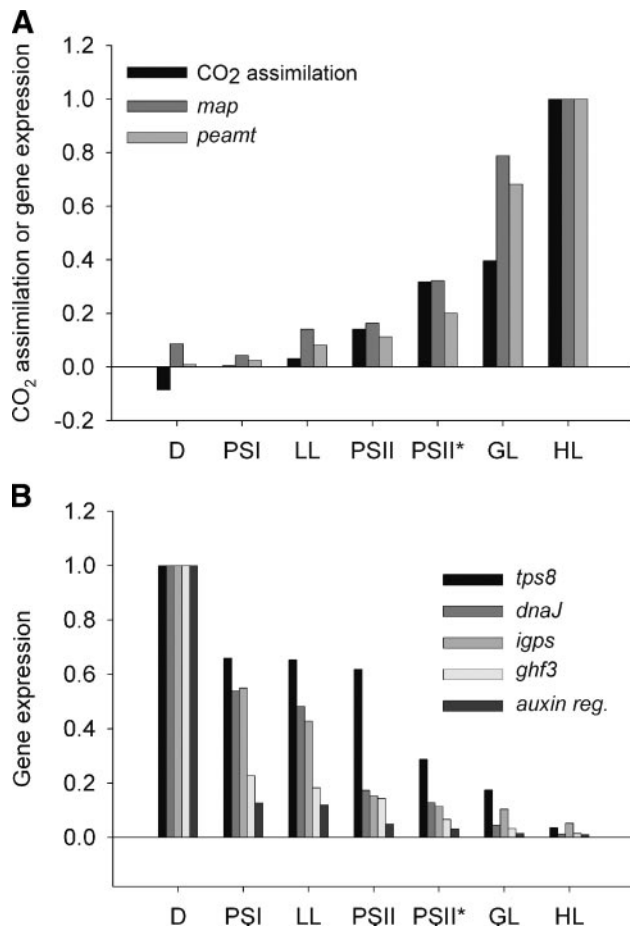 A
CO2 assimilation or gene expression
1.2
1.0
0.8
0.6
0.4
0.2
0.0
-0.2
CO2 assimilation
map
peamt
D PSI LL PSII PSII* GL HL
B
Gene expression
1.2
1.0
0.8
0.6
0.4
0.2
0.0
tps8
dnaJ
igps
ghf3
auxin reg.
D PSI LL PSII PSII* GL HL